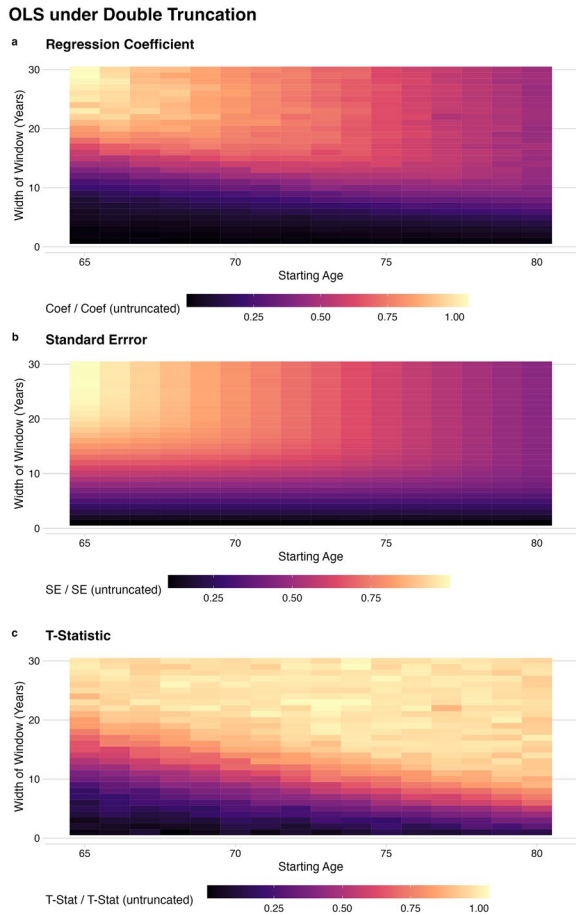 OLS under Double Truncation
a Regression Coefficient
30
20
10
0
Width of Window (Years)
65 70 75 80
Starting Age
Coef / Coef (untruncated)
0.25 0.50 0.75 1.00
b Standard Errror
30
20
10
0
Width of Window (Years)
65 70 75 80
Starting Age
SE / SE (untruncated)
0.25 0.50 0.75
c T-Statistic
30
20
10
0
Width of Window (Years)
65 70 75 80
Starting Age
T-Stat / T-Stat (untruncated)
0.25 0.50 0.75 1.00